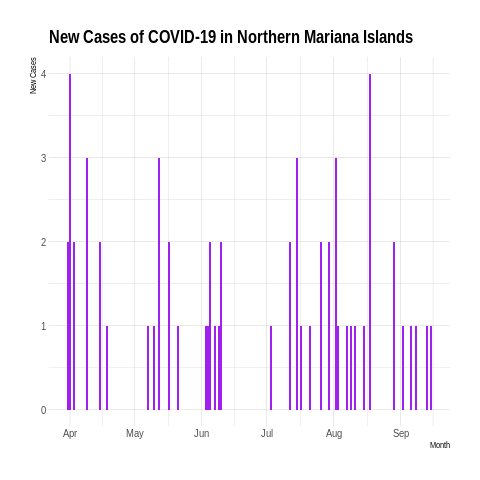 New Cases of COVID-19 in Northern Mariana Islands
New Cases
4
3
2
1
0
Apr May Jun Jul Aug Sep
Month